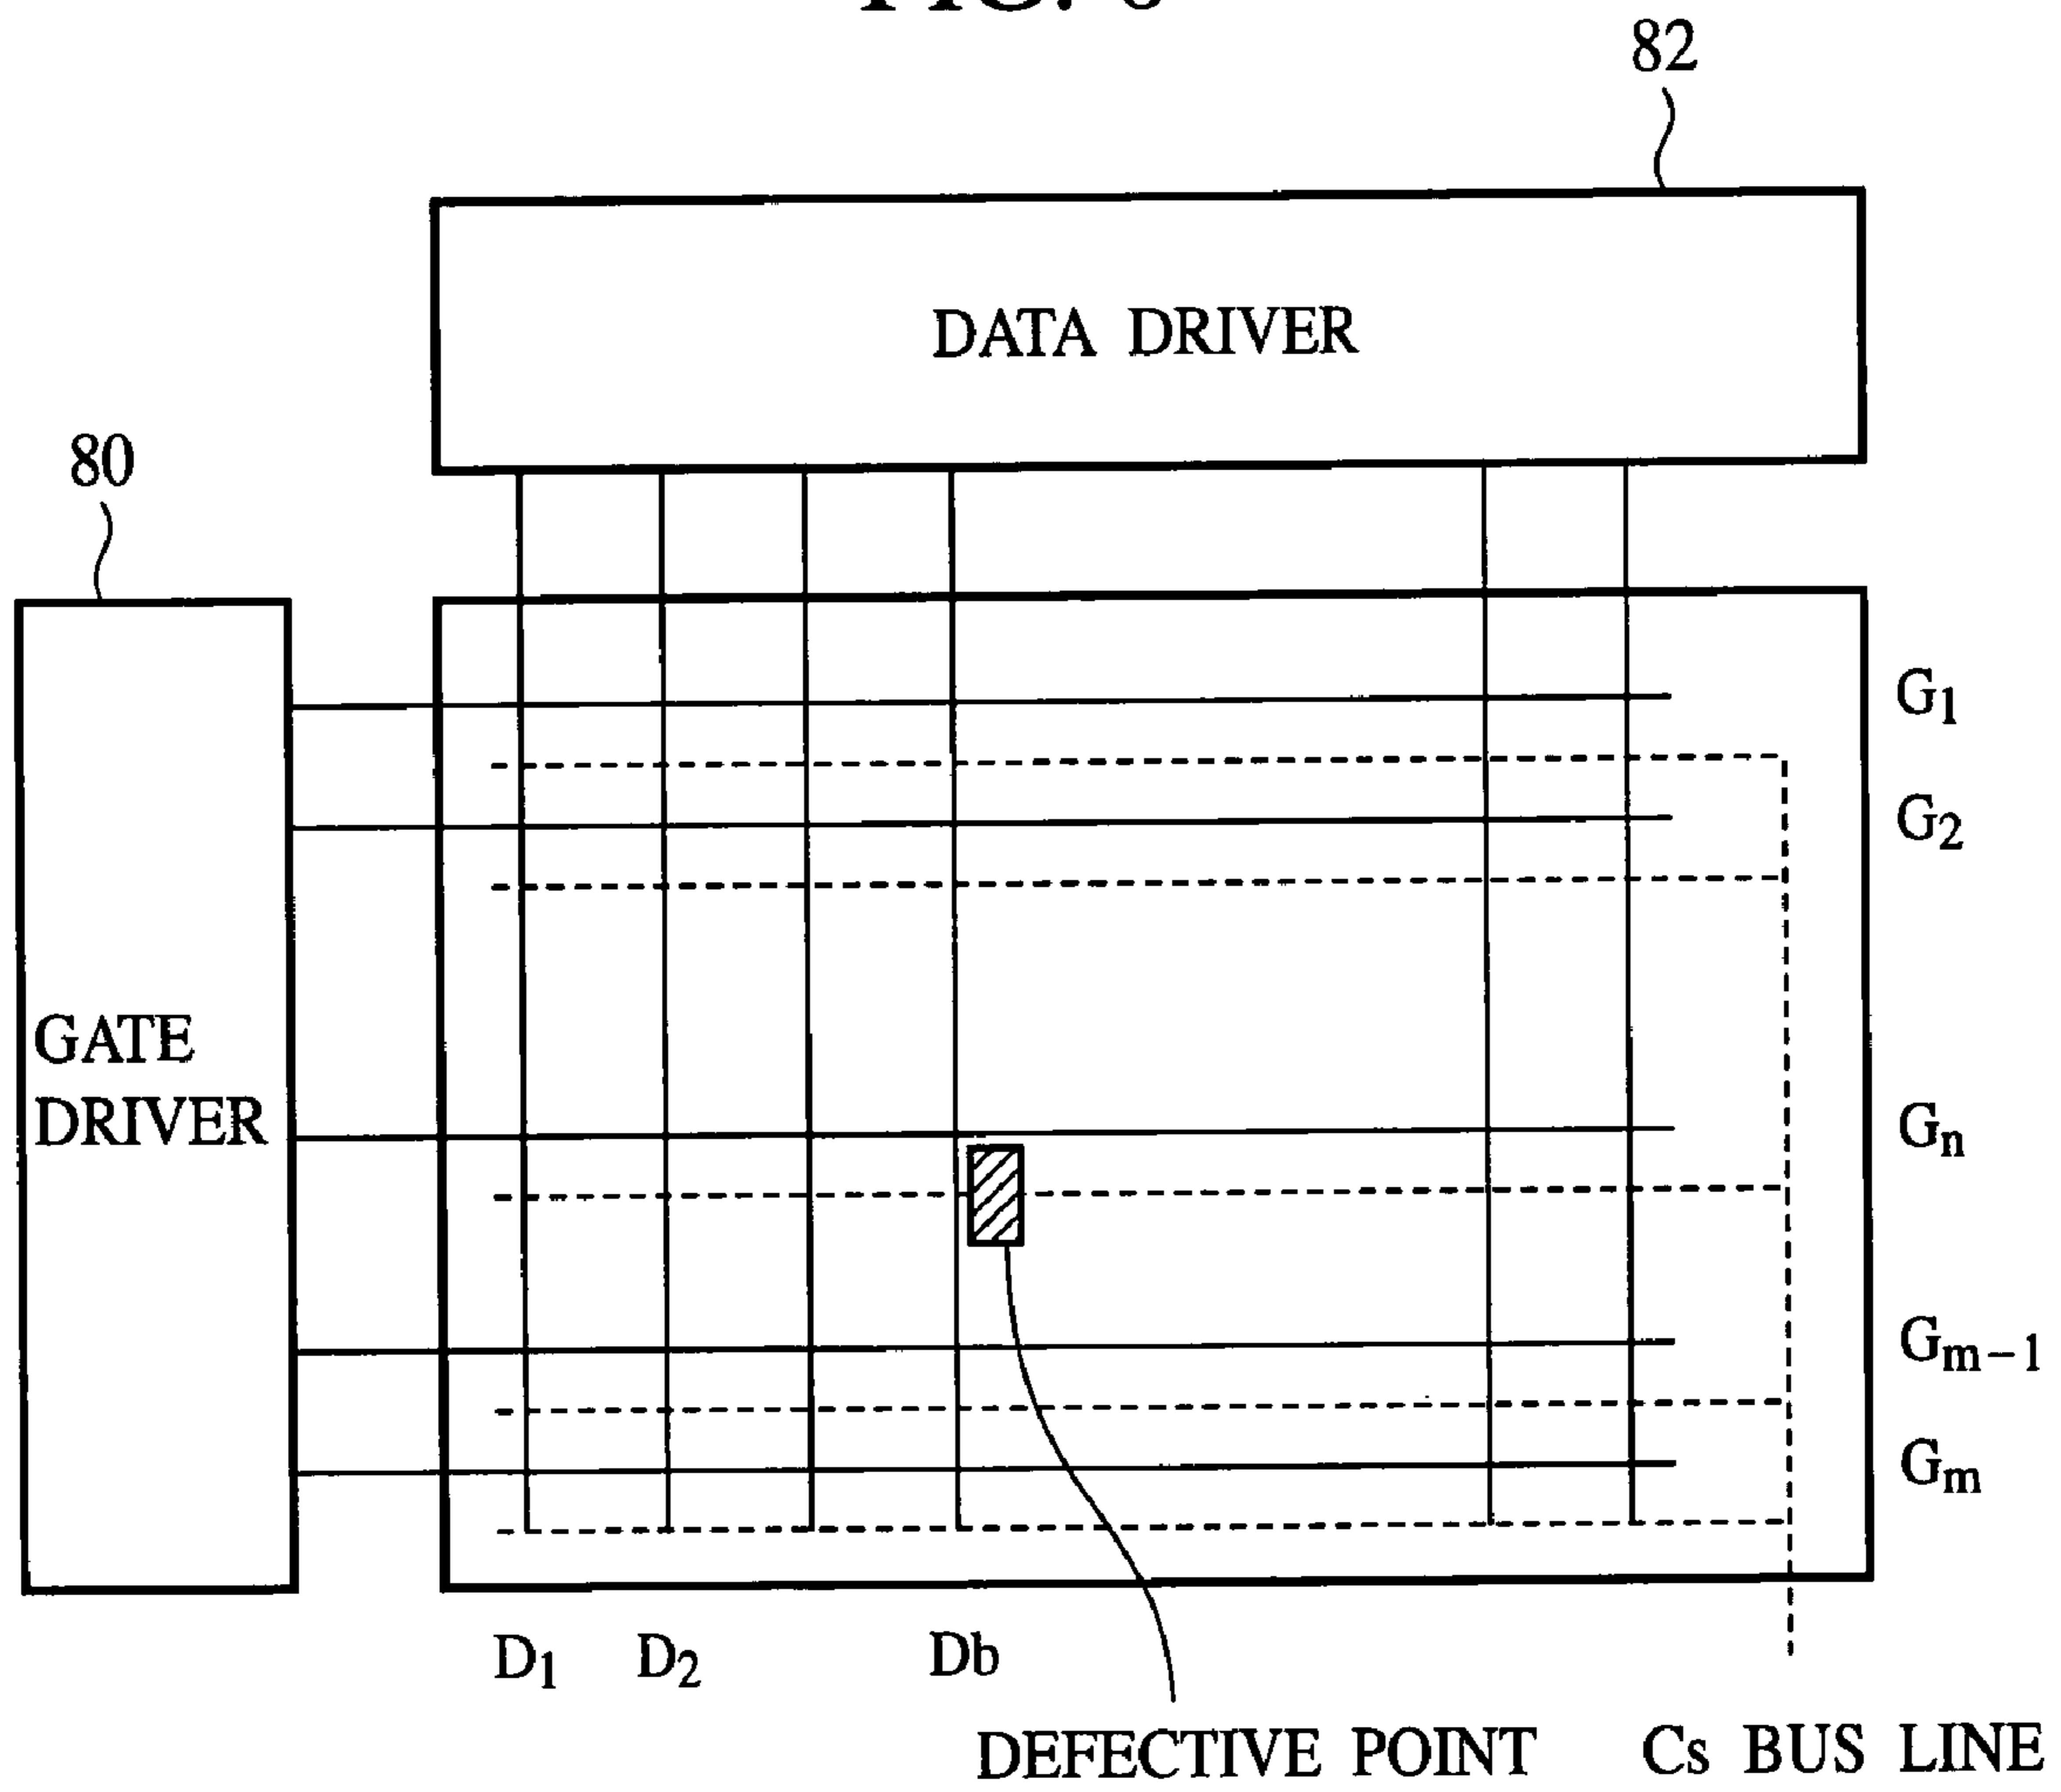 82
DATA DRIVER
80
G1
G2
GATE
DRIVER
Gn
Gm-1
Gm
D1 D2 Db
DEFECTIVE POINT Cs BUS LINE